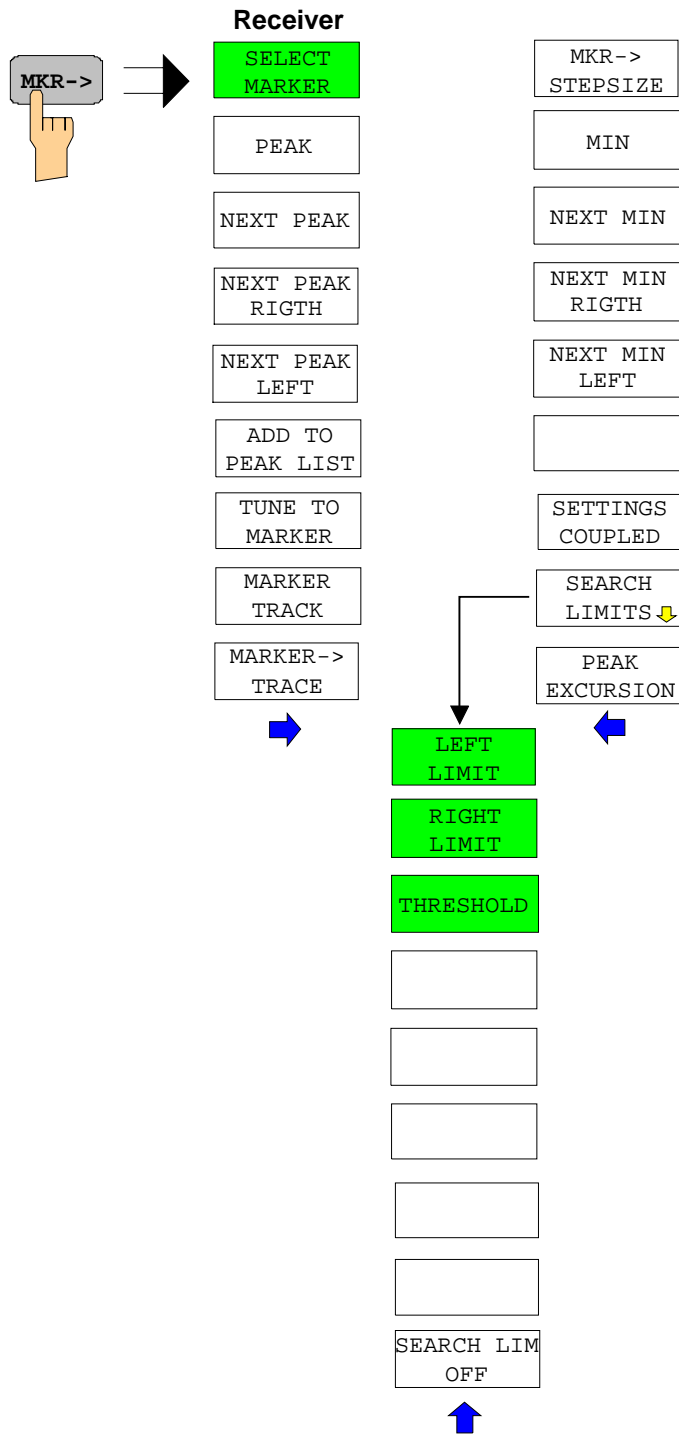 Receiver
MKR->
SELECT
MARKER
PEAK
NEXT PEAK
NEXT PEAK
RIGTH
NEXT PEAK
LEFT
ADD TO
PEAK LIST
TUNE TO
MARKER
MARKER
TRACK
MARKER->
TRACE
MKR->
STEPSIZE
MIN
NEXT MIN
NEXT MIN
RIGTH
NEXT MIN
LEFT
SETTINGS
COUPLED
SEARCH
LIMITS
PEAK
EXCURSION
LEFT
LIMIT
RIGHT
LIMIT
THRESHOLD
SEARCH LIM
OFF